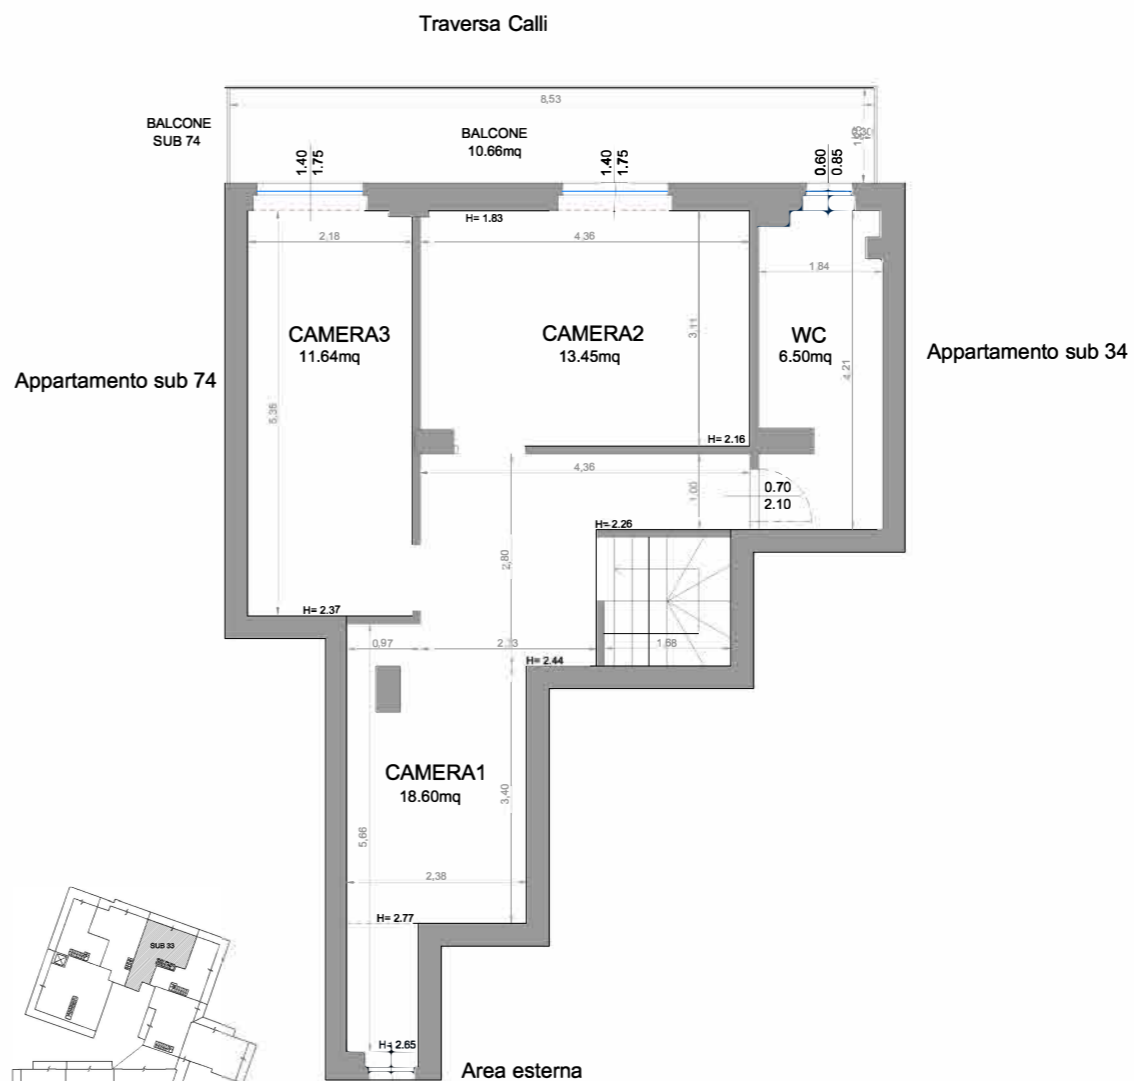 Traversa Calli
8,53
BALCONE
SUB 74
BALCONE
10.66mq
1.40
1.75
1.40
1.75
0.60
0.85
H= 1.83
2,18
4,36
1,84
CAMERA3
11.64mq
CAMERA2
13.45mq
WC
6.50mq
3,11
4,21
5,35
Appartamento sub 74
Appartamento sub 34
H= 2.16
4,36
1,00
0.70
2.10
H= 2.26
2,80
H= 2.37
0,97
1,68
H= 2.44
CAMERA1
18.60mq
3,40
5,66
2,38
H= 2.77
SUB 33
H= 2.65
Area esterna